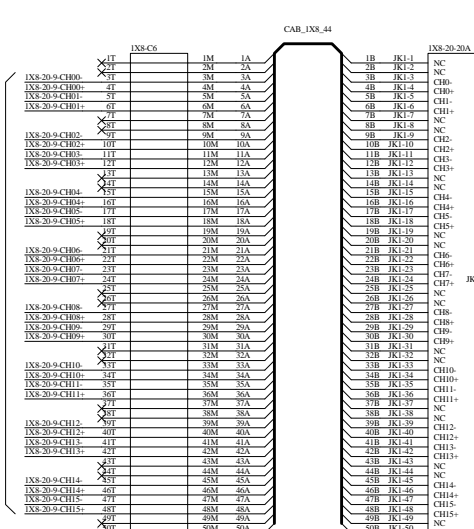 CAB_1X8_44
1X8-C6 1X8-20-20A
1T 1M 1A 1B JK1-1 NC
2T 2M 2A 2B JK1-2 NC
1X8-20-9-CH00- 3T 3M 3A 3B JK1-3 CH0-
1X8-20-9-CH00+ 4T 4M 4A 4B JK1-4 CH0+
1X8-20-9-CH01- 5T 5M 5A 5B JK1-5 CH1-
1X8-20-9-CH01+ 6T 6M 6A 6B JK1-6 CH1+
7T 7M 7A 7B JK1-7 NC
8T 8M 8A 8B JK1-8 NC
1X8-20-9-CH02- 9T 9M 9A 9B JK1-9 CH2-
1X8-20-9-CH02+ 10T 10M 10A 10B JK1-10 CH2+
1X8-20-9-CH03- 11T 11M 11A 11B JK1-11 CH3-
1X8-20-9-CH03+ 12T 12M 12A 12B JK1-12 CH3+
13T 13M 13A 13B JK1-13 NC
14T 14M 14A 14B JK1-14 NC
1X8-20-9-CH04- 15T 15M 15A 15B JK1-15 CH4-
1X8-20-9-CH04+ 16T 16M 16A 16B JK1-16 CH4+
1X8-20-9-CH05- 17T 17M 17A 17B JK1-17 CH5-
1X8-20-9-CH05+ 18T 18M 18A 18B JK1-18 CH5+
19T 19M 19A 19B JK1-19 NC
20T 20M 20A 20B JK1-20 NC
1X8-20-9-CH06- 21T 21M 21A 21B JK1-21 CH6-
1X8-20-9-CH06+ 22T 22M 22A 22B JK1-22 CH6+
1X8-20-9-CH07- 23T 23M 23A 23B JK1-23 CH7-
1X8-20-9-CH07+ 24T 24M 24A 24B JK1-24 CH7+ JK
25T 25M 25A 25B JK1-25 NC
26T 26M 26A 26B JK1-26 NC
1X8-20-9-CH08- 27T 27M 27A 27B JK1-27 CH8-
1X8-20-9-CH08+ 28T 28M 28A 28B JK1-28 CH8+
1X8-20-9-CH09- 29T 29M 29A 29B JK1-29 CH9-
1X8-20-9-CH09+ 30T 30M 30A 30B JK1-30 CH9+
31T 31M 31A 31B JK1-31 NC
32T 32M 32A 32B JK1-32 NC
1X8-20-9-CH10- 33T 33M 33A 33B JK1-33 CH10-
1X8-20-9-CH10+ 34T 34M 34A 34B JK1-34 CH10+
1X8-20-9-CH11- 35T 35M 35A 35B JK1-35 CH11-
1X8-20-9-CH11+ 36T 36M 36A 36B JK1-36 CH11+
37T 37M 37A 37B JK1-37 NC
38T 38M 38A 38B JK1-38 NC
1X8-20-9-CH12- 39T 39M 39A 39B JK1-39 CH12-
1X8-20-9-CH12+ 40T 40M 40A 40B JK1-40 CH12+
1X8-20-9-CH13- 41T 41M 41A 41B JK1-41 CH13-
1X8-20-9-CH13+ 42T 42M 42A 42B JK1-42 CH13+
43T 43M 43A 43B JK1-43 NC
44T 44M 44A 44B JK1-44 NC
1X8-20-9-CH14- 45T 45M 45A 45B JK1-45 CH14-
1X8-20-9-CH14+ 46T 46M 46A 46B JK1-46 CH14+
1X8-20-9-CH15- 47T 47M 47A 47B JK1-47 CH15-
1X8-20-9-CH15+ 48T 48M 48A 48B JK1-48 CH15+
49T 49M 49A 49B JK1-49 NC
50T 50M 50A 50B JK1-50